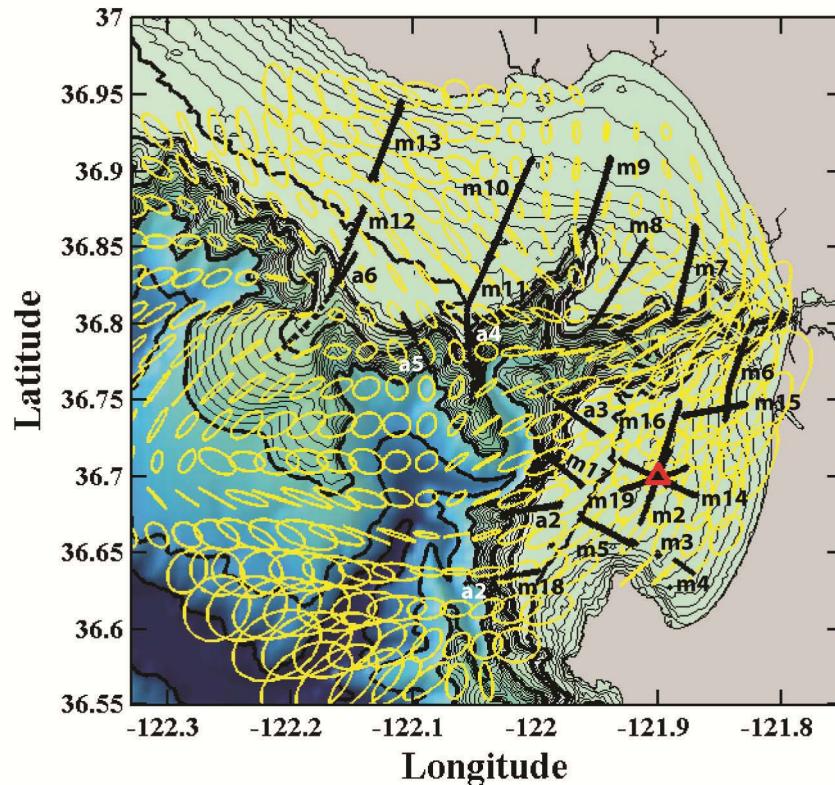 37
36.95
36.9
36.85
36.8
36.75
36.7
36.65
36.6
36.55
Latitude
m13
m10
m9
m12
m8
a6
m11
m7
a4
a5
m6
a3
m15
m16
m17
m19
m14
a2
m2
m5
m3
m4
a2
m18
-122.3
-122.2
-122.1
-122
-121.9
-121.8
Longitude